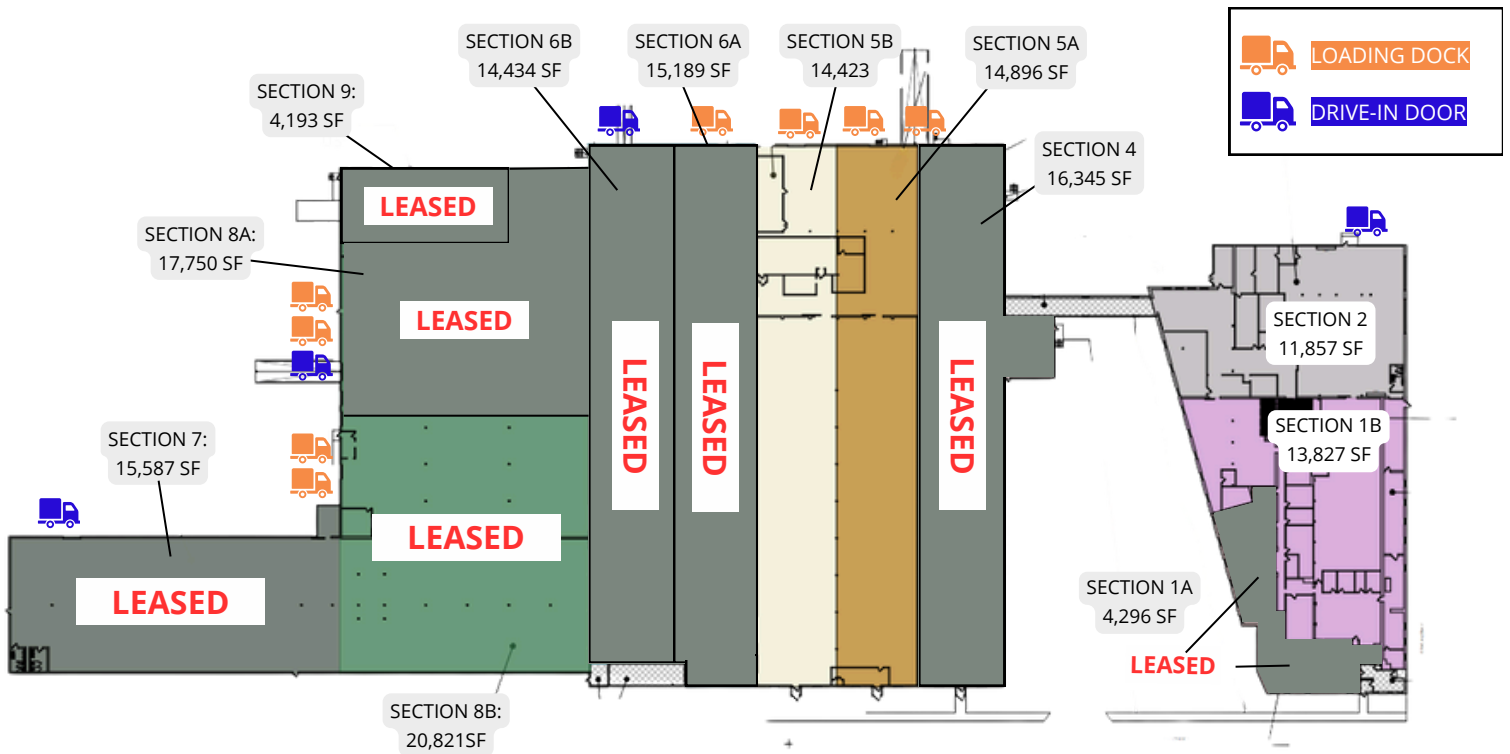 SECTION 6B
14,434 SF
SECTION 6A
15,189 SF
SECTION 5B
14,423
SECTION 5A
14,896 SF
LOADING DOCK
DRIVE-IN DOOR
SECTION 9:
4,193 SF
SECTION 4
16,345 SF
LEASED
SECTION 8A:
17,750 SF
LEASED
SECTION 2
11,857 SF
LEASED
LEASED
LEASED
SECTION 1B
13,827 SF
SECTION 7:
15,587 SF
LEASED
LEASED
SECTION 1A
4,296 SF
LEASED
SECTION 8B:
20,821SF